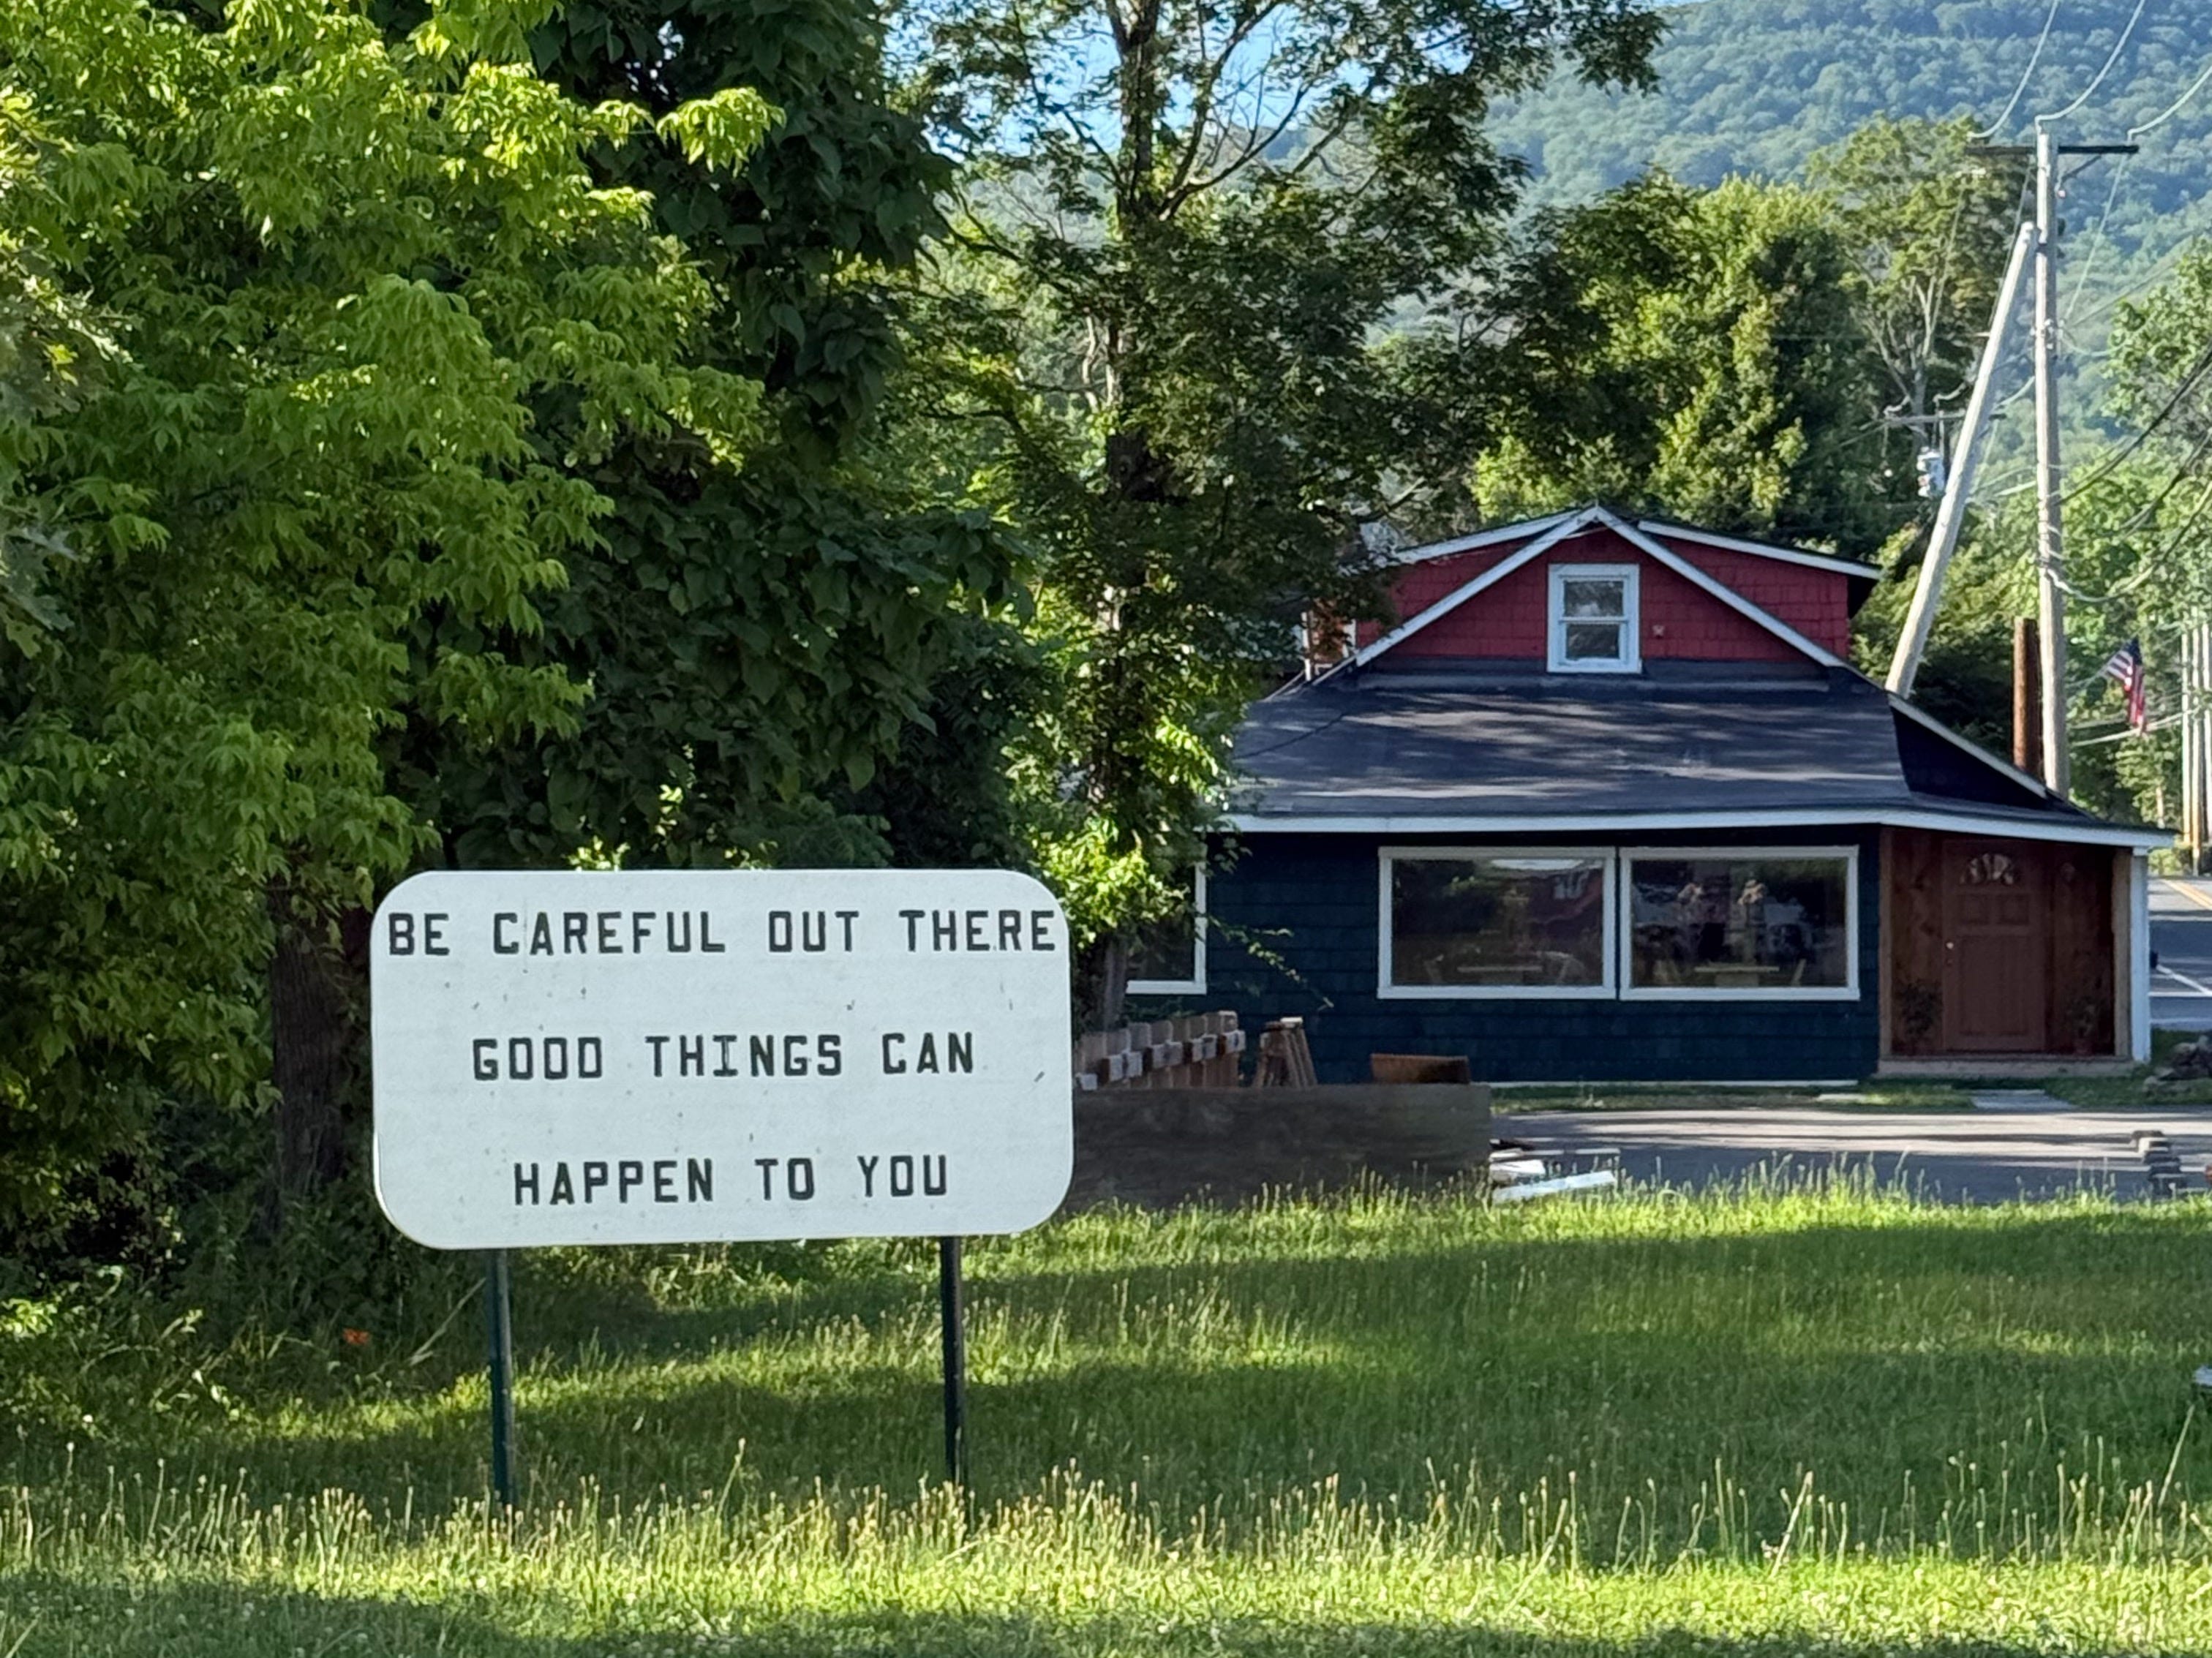 BE CAREFUL OUT THERE
GOOD THINGS CAN
HAPPEN TO YOU